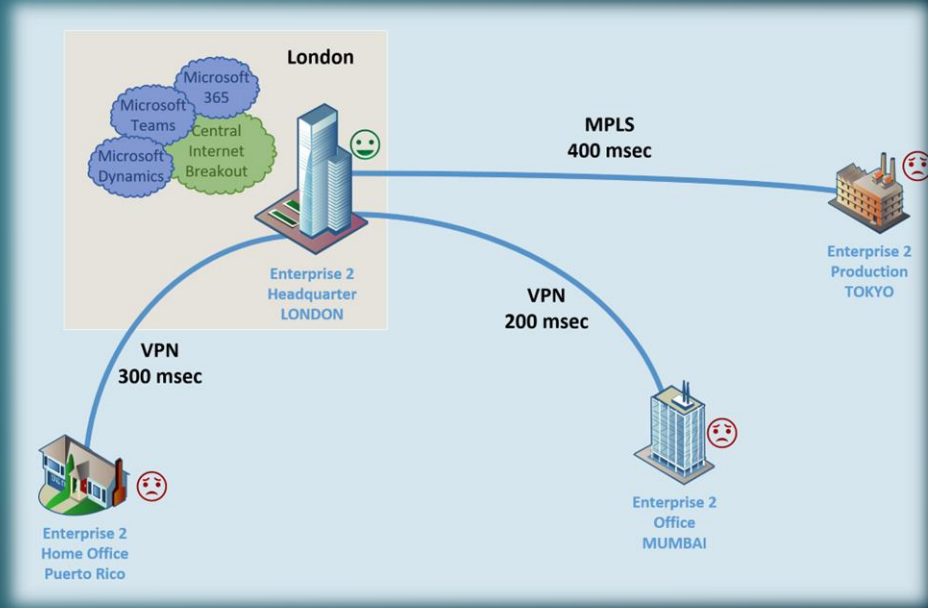 London
Microsoft
365
Microsoft
Teams
Central
Internet
Breakout
Microsoft
Dynamics
MPLS
400 msec
Enterprise 2
Headquarter
LONDON
Enterprise 2
Production
TOKYO
VPN
200 msec
VPN
300 msec
Enterprise 2
Office
MUMBAI
Enterprise 2
Home Office
Puerto Rico